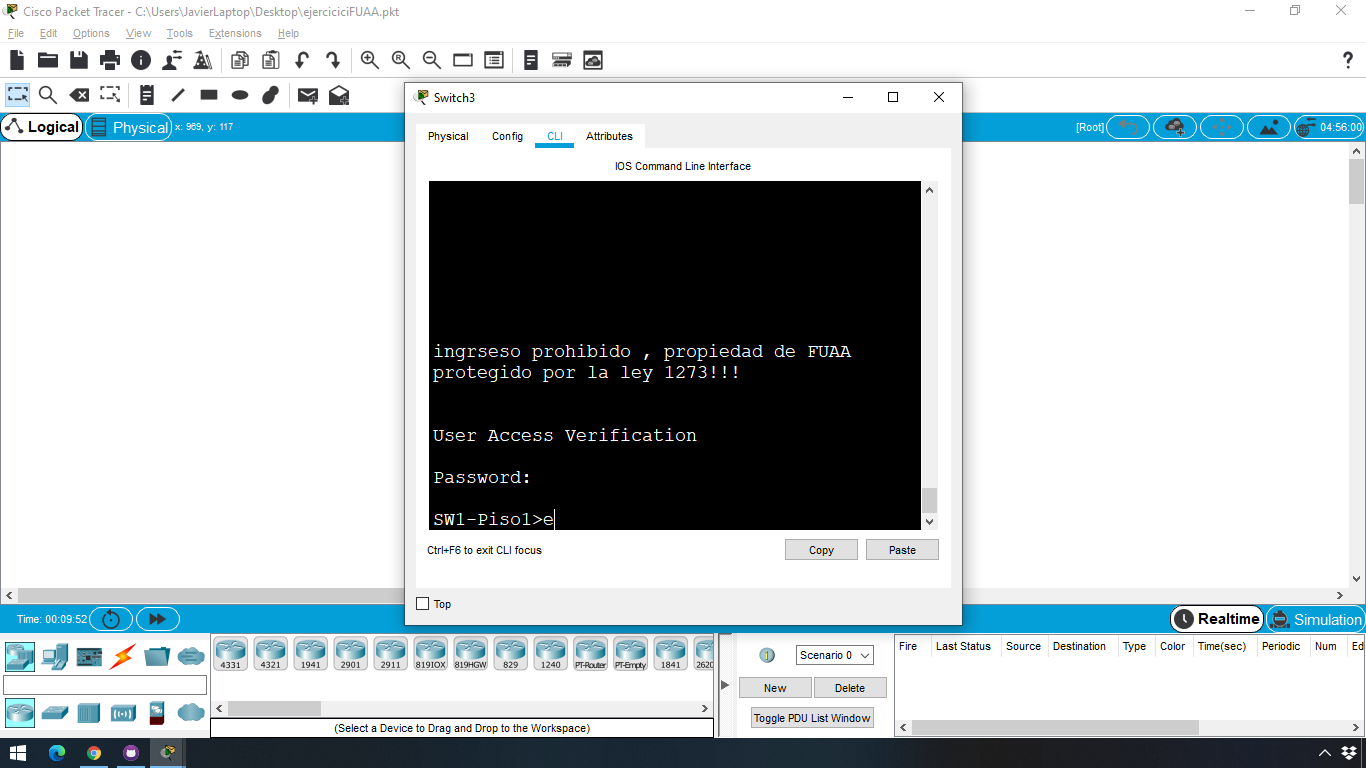 Cisco Packet Tracer - C:\Users\JavierLaptop\Desktop\ejerciciciFUAA.pkt
File Edit Options View Tools Extensions Help
Logical Physical x: 969, y: 117 [Root] 04:56:00
Switch3
Physical Config CLI Attributes
IOS Command Line Interface
ingrseso prohibido , propiedad de FUAA
protegido por la ley 1273!!!
User Access Verification
Password:
SW1-Piso1>e
Ctrl+F6 to exit CLI focus Copy Paste
Top
Time: 00:09:52 Realtime Simulation
4331 4321 1941 2901 2911 819IOX 819HGW 829 1240 PT-Router PT-Empty 1841 2620
(Select a Device to Drag and Drop to the Workspace)
Scenario 0
New Delete
Toggle PDU List Window
Fire Last Status Source Destination Type Color Time(sec) Periodic Num Ed